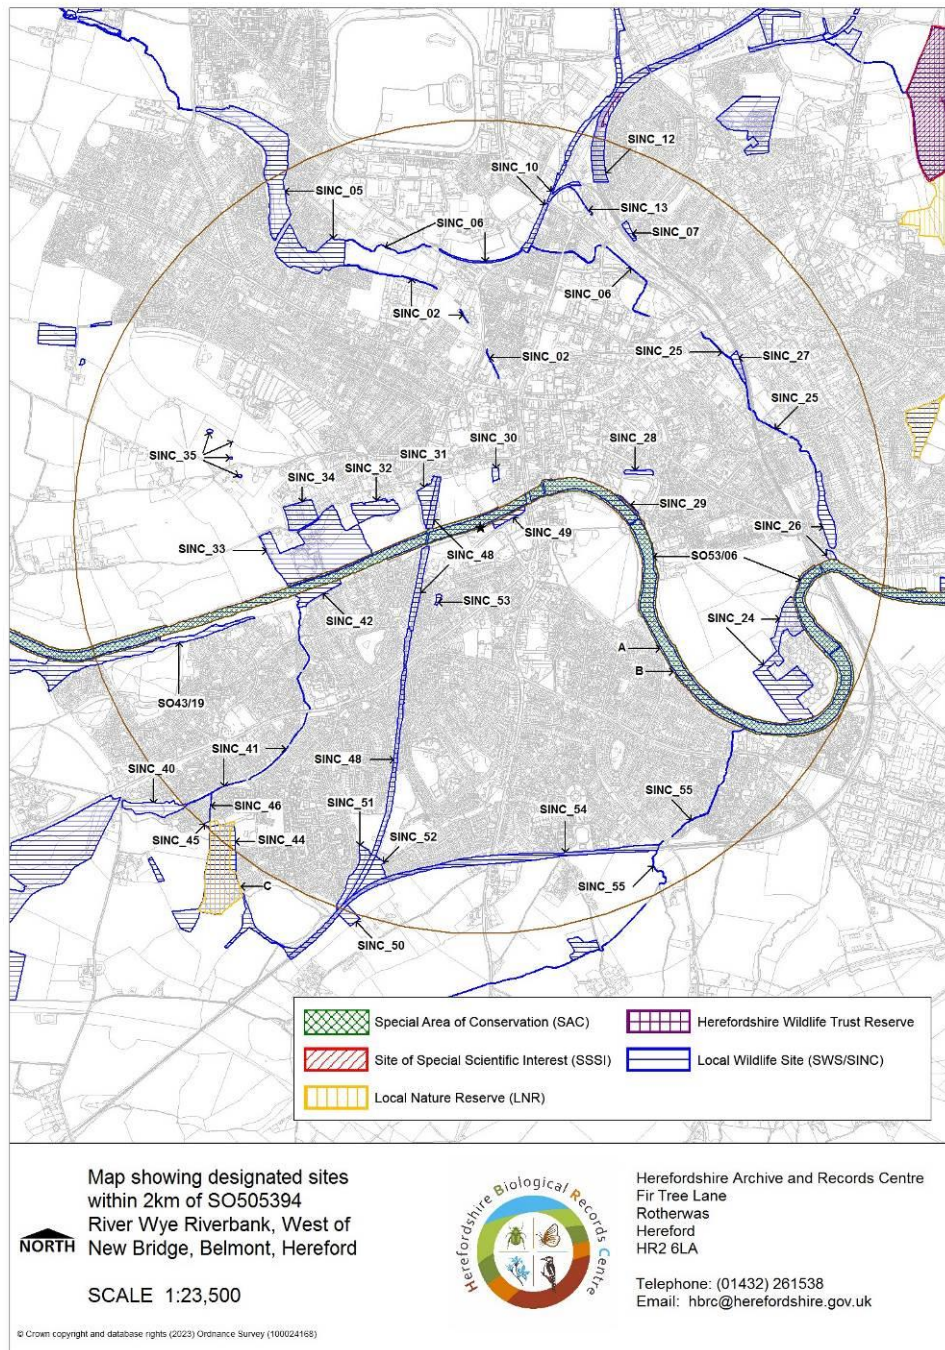 SINC_12
SINC_10
SINC_05
SINC_13
SINC_06
SINC_07
SINC_06
SINC_02
SINC_02
SINC_25
SINC_27
SINC_25
SINC_30
SINC_28
SINC_31
SINC_35
SINC_32
SINC_34
SINC_29
SINC_26
SINC_49
SINC_33
SINC_48
SO53/06
SINC_53
SINC_42
SINC_24
A
B
SO43/19
SINC_41
SINC_48
SINC_40
SINC_55
SINC_46
SINC_51
SINC_54
SINC_45
SINC_44
SINC_52
SINC_55
C
SINC_50
Special Area of Conservation (SAC)
Herefordshire Wildlife Trust Reserve
Site of Special Scientific Interest (SSSI)
Local Wildlife Site (SWS/SINC)
Local Nature Reserve (LNR)
NORTH
Map showing designated sites
within 2km of SO505394
River Wye Riverbank, West of
New Bridge, Belmont, Hereford
SCALE 1:23,500
Herefordshire Biological Records Centre
Herefordshire Archive and Records Centre
Fir Tree Lane
Rotherwas
Hereford
HR2 6LA
Telephone: (01432) 261538
Email: hbrc@herefordshire.gov.uk
© Crown copyright and database rights (2023) Ordnance Survey (100024168)